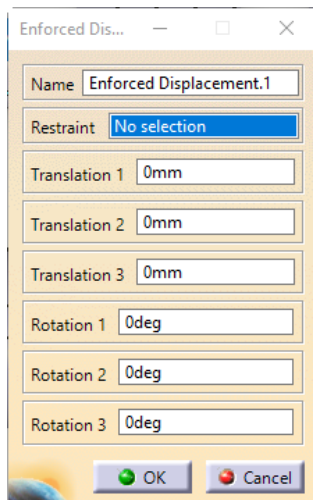 Enforced Dis...
Name Enforced Displacement.1
Restraint No selection
Translation 1 0mm
Translation 2 0mm
Translation 3 0mm
Rotation 1 0deg
Rotation 2 0deg
Rotation 3 0deg
OK Cancel